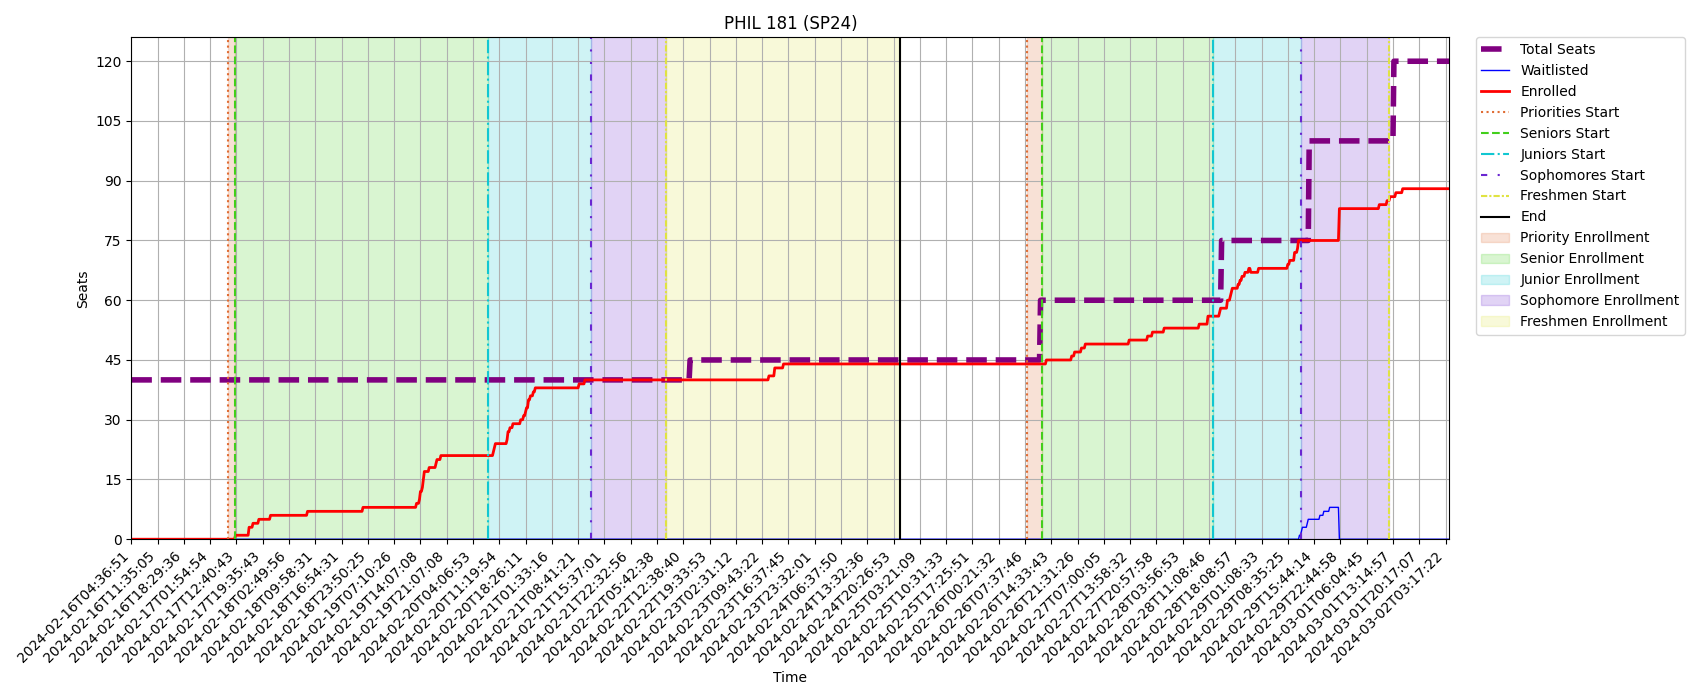 PHIL 181 (SP24)
Seats
120
105
90
75
60
45
30
15
0
2024-02-16T04:36:51
2024-02-16T11:35:05
2024-02-16T18:29:36
2024-02-17T01:54:54
2024-02-17T12:40:43
2024-02-17T19:35:43
2024-02-18T02:49:56
2024-02-18T09:58:31
2024-02-18T16:54:31
2024-02-18T23:50:25
2024-02-19T07:10:26
2024-02-19T14:07:08
2024-02-19T21:07:08
2024-02-20T04:06:53
2024-02-20T11:19:54
2024-02-20T18:26:11
2024-02-21T01:33:16
2024-02-21T08:41:21
2024-02-21T15:37:01
2024-02-21T22:32:56
2024-02-22T05:42:38
2024-02-22T12:38:40
2024-02-22T19:33:53
2024-02-23T02:31:12
2024-02-23T09:43:22
2024-02-23T16:37:45
2024-02-23T23:32:01
2024-02-24T06:37:50
2024-02-24T13:32:36
2024-02-24T20:26:53
2024-02-25T03:21:09
2024-02-25T10:31:33
2024-02-25T17:25:51
2024-02-26T00:21:32
2024-02-26T07:37:46
2024-02-26T14:33:43
2024-02-26T21:31:26
2024-02-27T07:00:05
2024-02-27T13:58:32
2024-02-27T20:57:58
2024-02-28T03:56:53
2024-02-28T11:08:46
2024-02-28T18:08:57
2024-02-29T01:08:33
2024-02-29T08:35:25
2024-02-29T15:44:14
2024-02-29T22:44:58
2024-03-01T06:04:45
2024-03-01T13:14:57
2024-03-01T20:17:07
2024-03-02T03:17:22
Time
Total Seats
Waitlisted
Enrolled
Priorities Start
Seniors Start
Juniors Start
Sophomores Start
Freshmen Start
End
Priority Enrollment
Senior Enrollment
Junior Enrollment
Sophomore Enrollment
Freshmen Enrollment